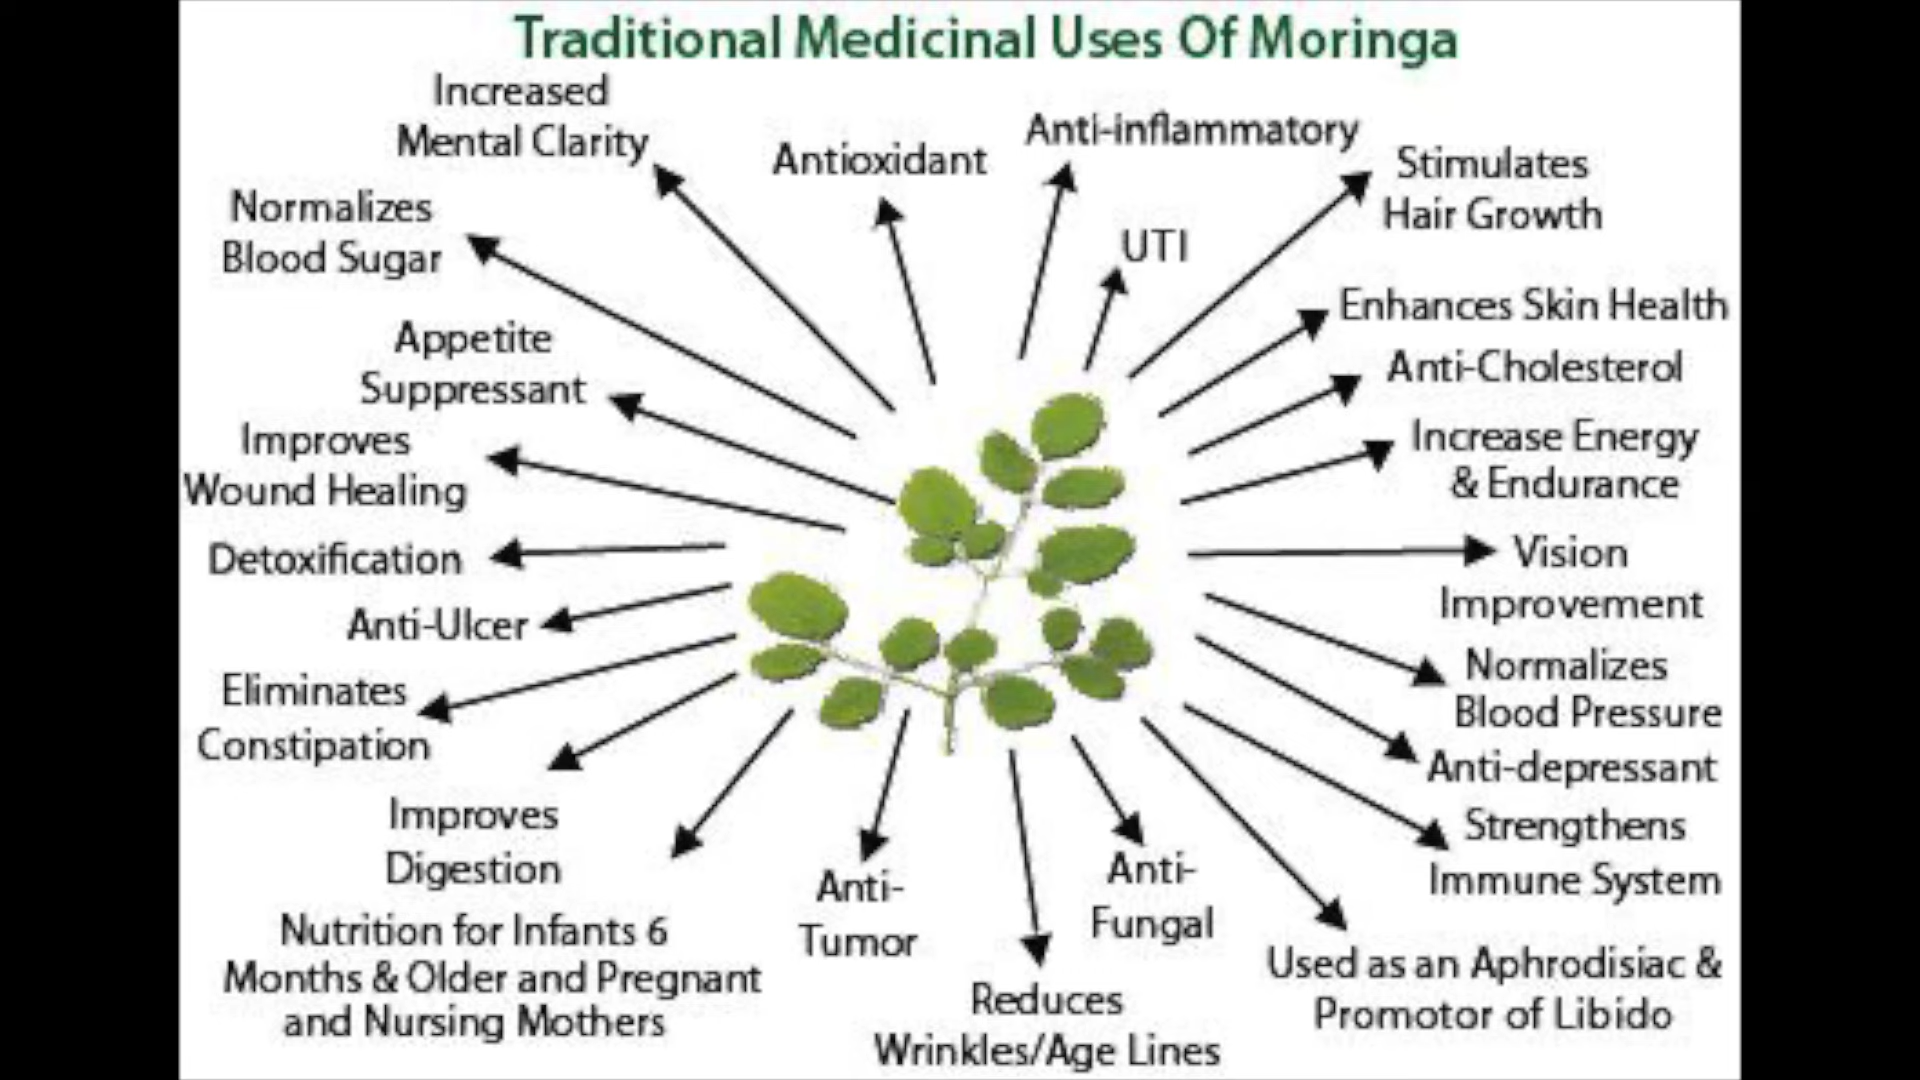 Traditional Medicinal Uses Of Moringa
Increased
Mental Clarity
Antioxidant
Anti-inflammatory
Stimulates
Hair Growth
Normalizes
Blood Sugar
UTI
Enhances Skin Health
Appetite
Suppressant
Anti-Cholesterol
Improves
Wound Healing
Increase Energy
& Endurance
Detoxification
Vision
Improvement
Anti-Ulcer
Normalizes
Blood Pressure
Eliminates
Constipation
Anti-depressant
Improves
Digestion
Strengthens
Immune System
Nutrition for Infants 6
Months & Older and Pregnant
and Nursing Mothers
Anti-
Tumor
Reduces
Wrinkles/Age Lines
Anti-
Fungal
Used as an Aphrodisiac &
Promotor of Libido